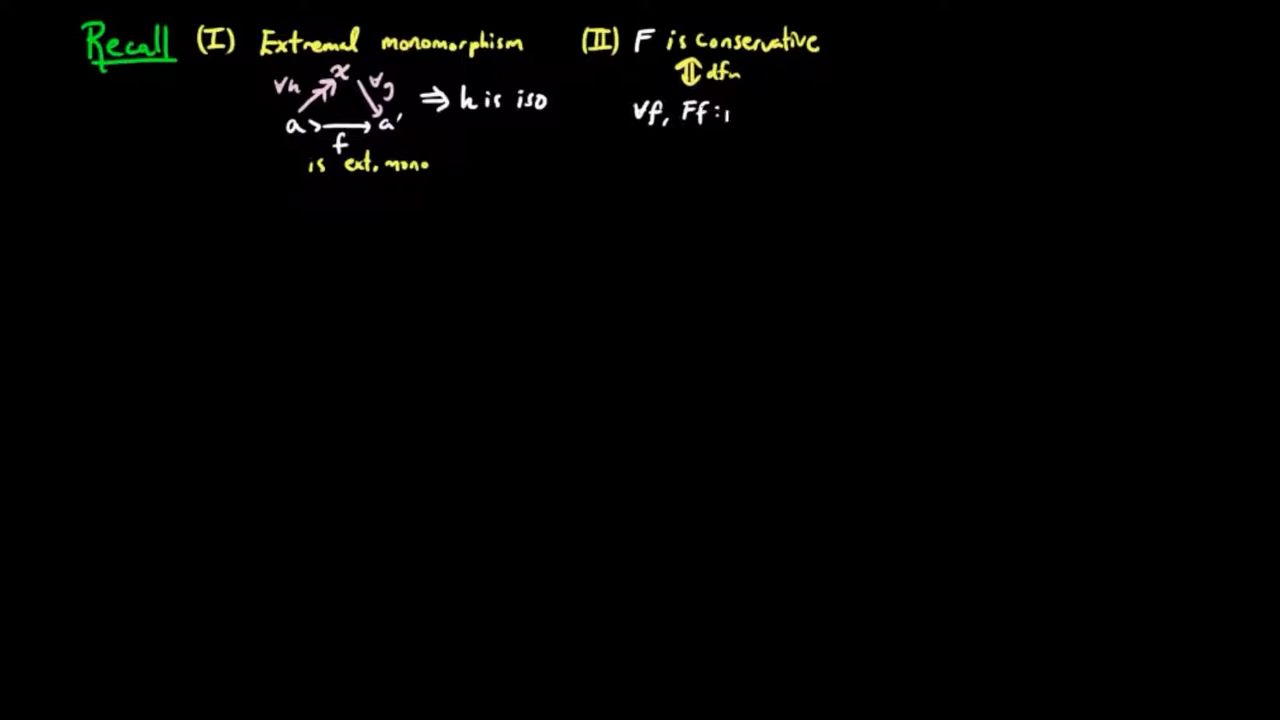 Recall (I) Extremal monomorphism (II) F is conservative
∀h x ∀g ⇒ h is iso ⇕ dfn
a ↣ a' ∀f, Ff : ı
f
is ext. mono